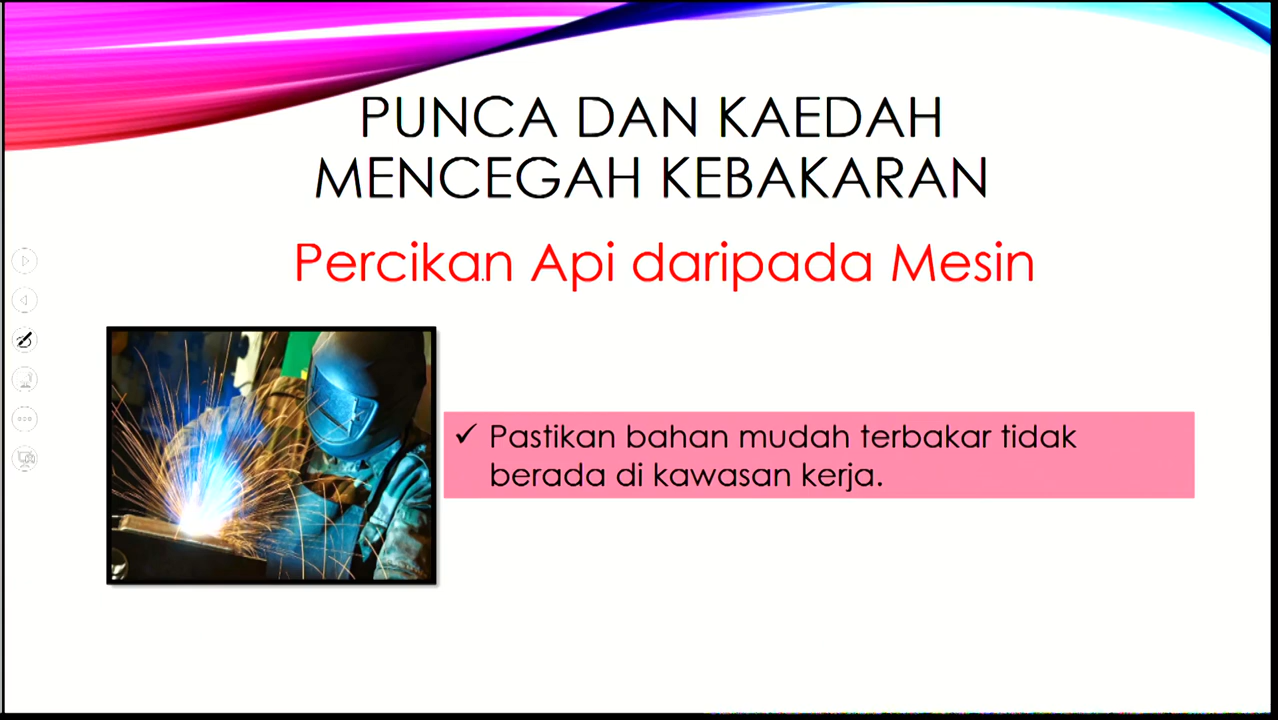 PUNCA DAN KAEDAH
MENCEGAH KEBAKARAN
Percikan Api daripada Mesin
✓ Pastikan bahan mudah terbakar tidak
berada di kawasan kerja.